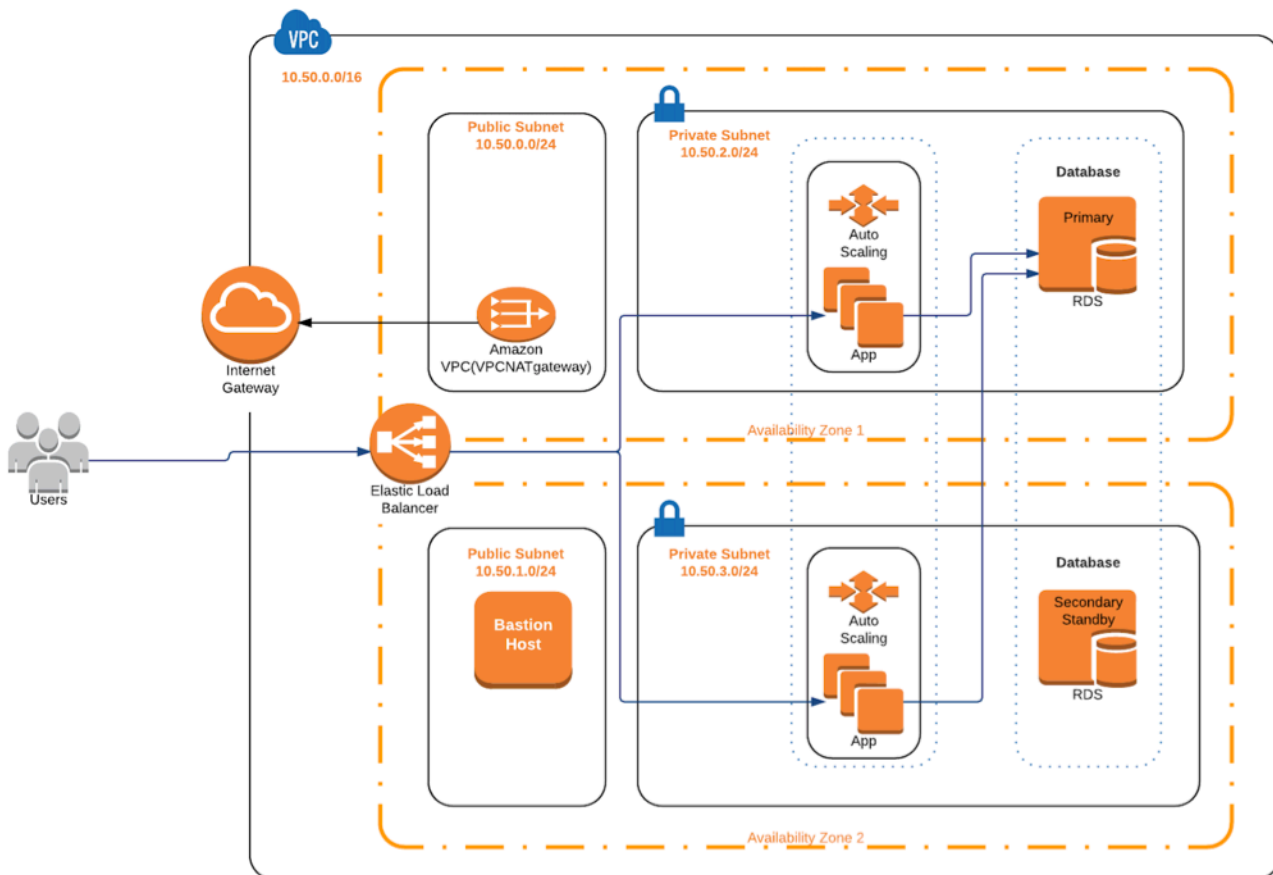 VPC
10.50.0.0/16
Public Subnet
10.50.0.0/24
Private Subnet
10.50.2.0/24
Database
Primary
Auto
Scaling
RDS
Amazon
VPC(VPCNATgateway)
App
Internet
Gateway
Availability Zone 1
Users
Elastic Load
Balancer
Public Subnet
10.50.1.0/24
Private Subnet
10.50.3.0/24
Database
Bastion
Host
Auto
Scaling
Secondary
Standby
RDS
App
Availability Zone 2